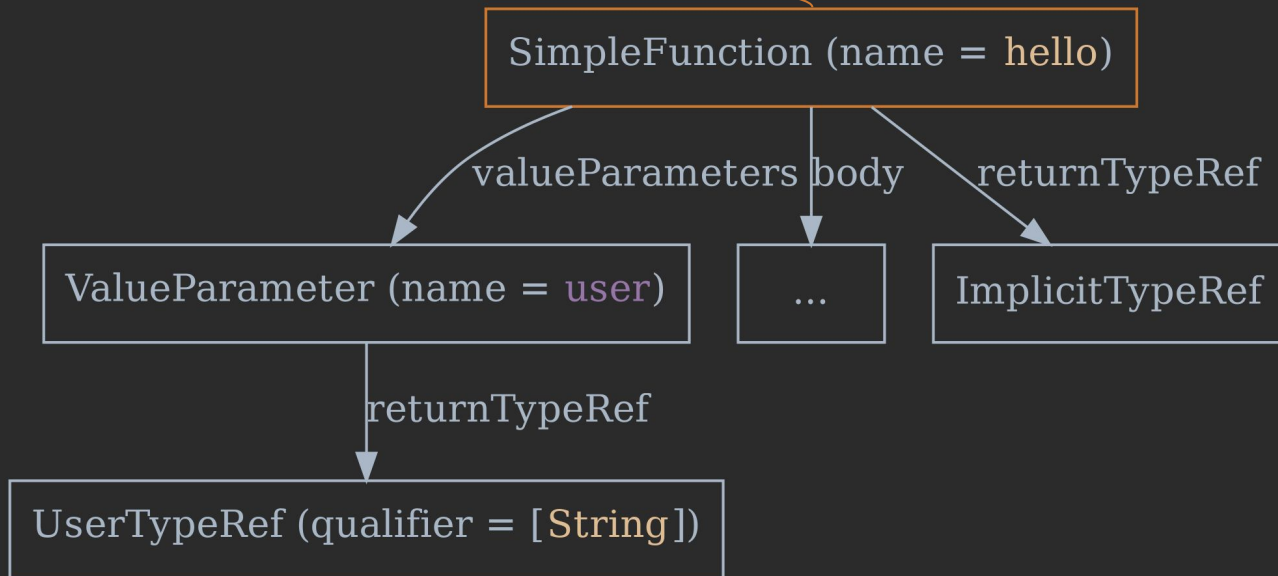 SimpleFunction (name = hello)
valueParameters
body
returnTypeRef
ValueParameter (name = user)
...
ImplicitTypeRef
returnTypeRef
UserTypeRef (qualifier = [String])